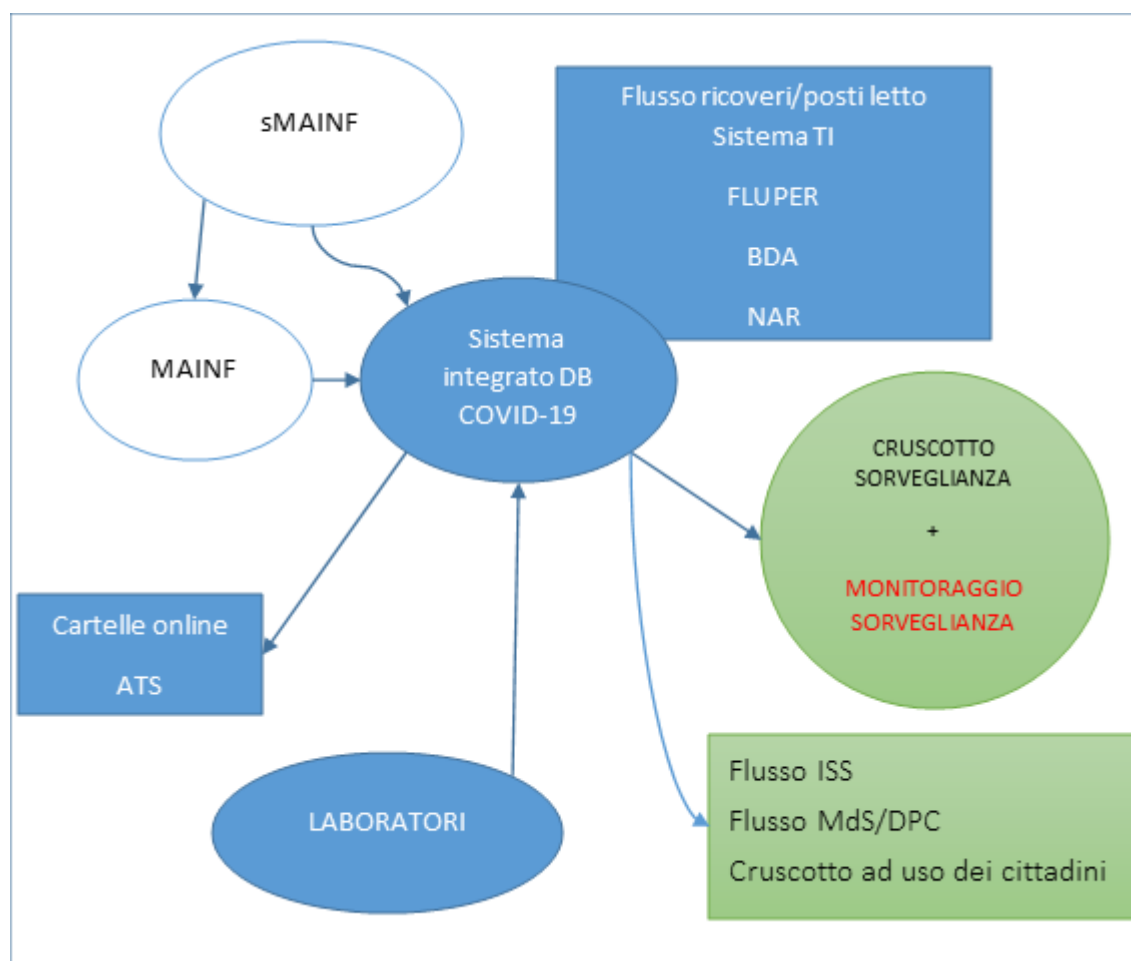 sMAINF
Flusso ricoveri/posti letto
Sistema TI
FLUPER
BDA
NAR
MAINF
Sistema
integrato DB
COVID-19
CRUSCOTTO
SORVEGLIANZA
+
MONITORAGGIO
SORVEGLIANZA
Cartelle online
ATS
LABORATORI
Flusso ISS
Flusso MdS/DPC
Cruscotto ad uso dei cittadini